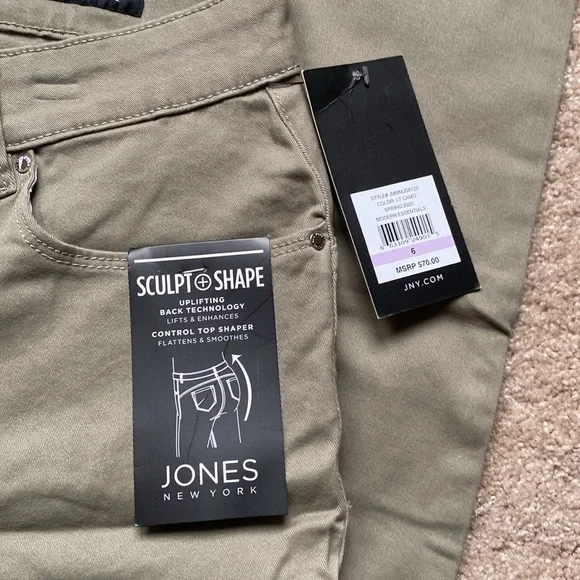 SCULPT + SHAPE
UPLIFTING
BACK TECHNOLOGY
LIFTS & ENHANCES
CONTROL TOP SHAPER
FLATTENS & SMOOTHES
JONES
NEW YORK
COLOR: LT CAMO
SPRING 2020
MODERN ESSENTIALS
6
MSRP $70.00
JNY.COM